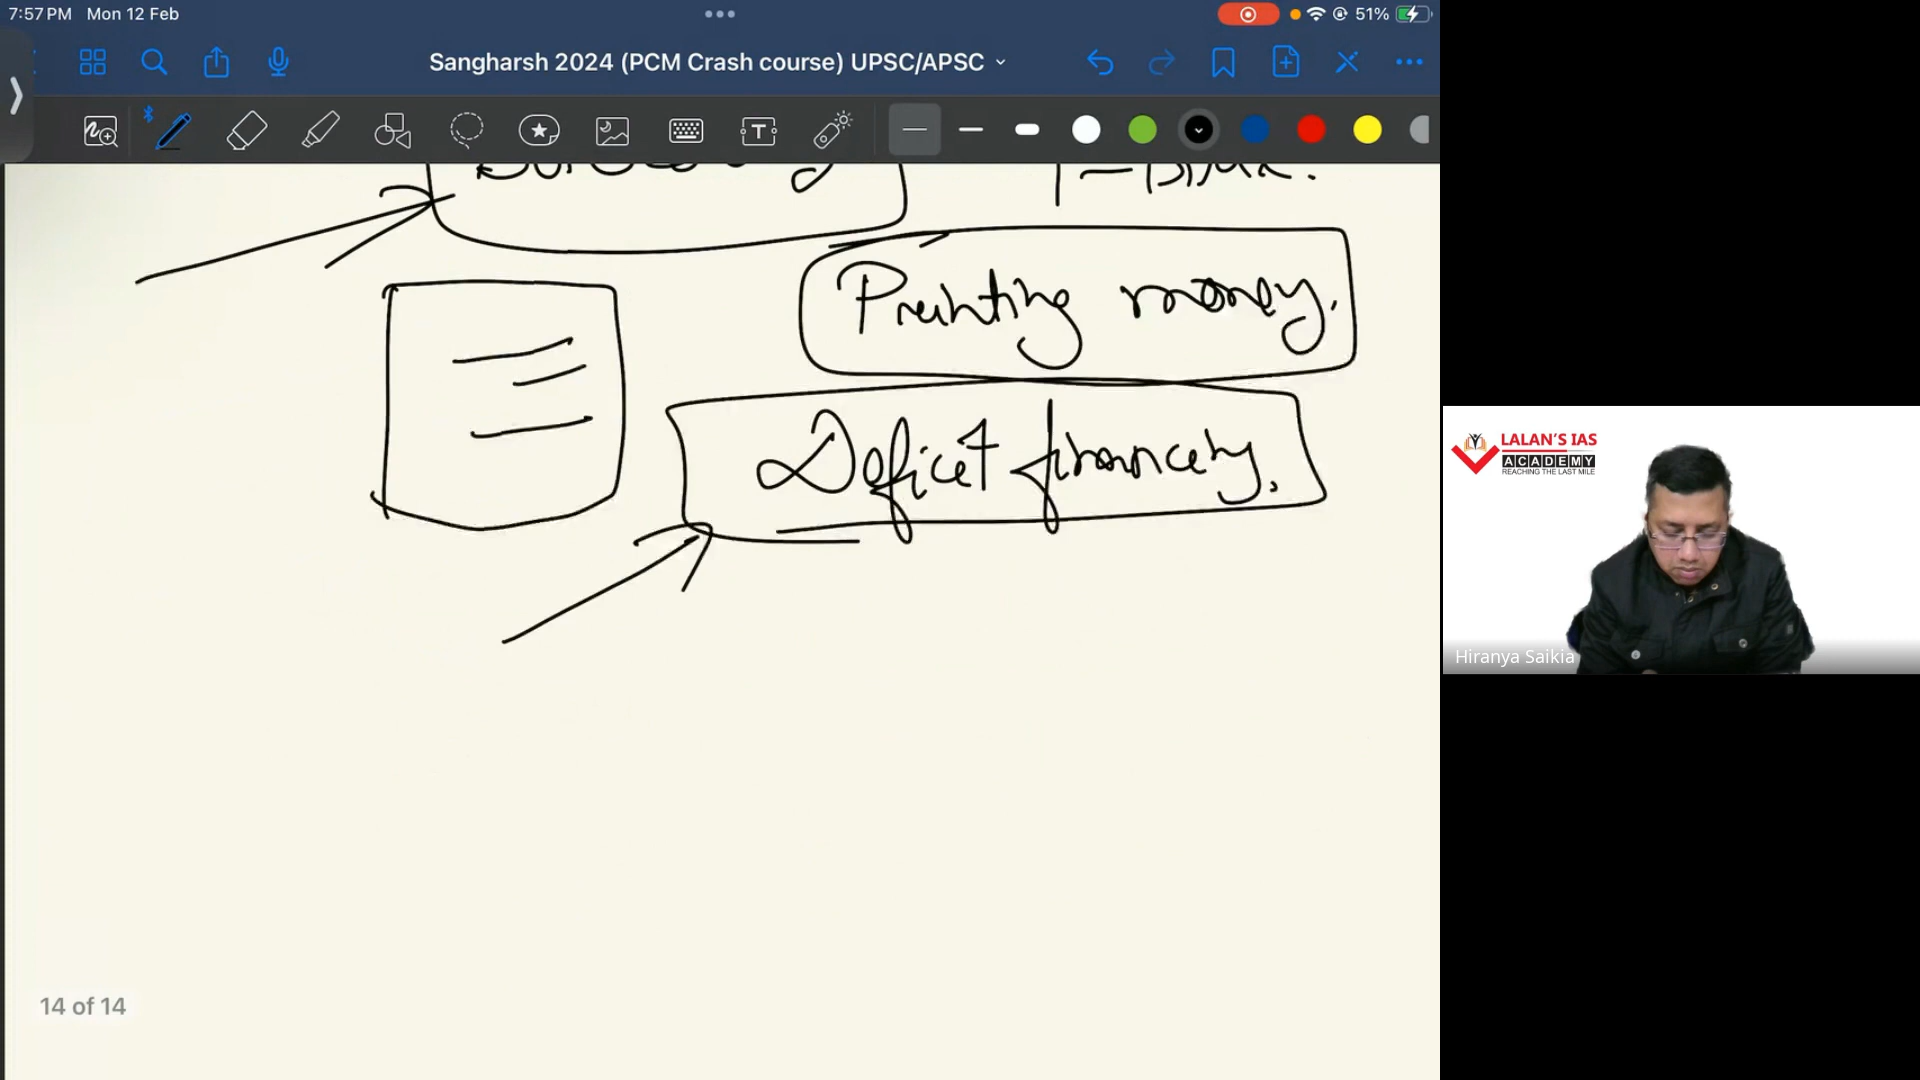 7:57 PM Mon 12 Feb
51%
Sangharsh 2024 (PCM Crash course) UPSC/APSC
Printing money.
Deficit financing.
14 of 14
LALAN'S IAS
ACADEMY
REACHING THE LAST MILE
Hiranya Saikia